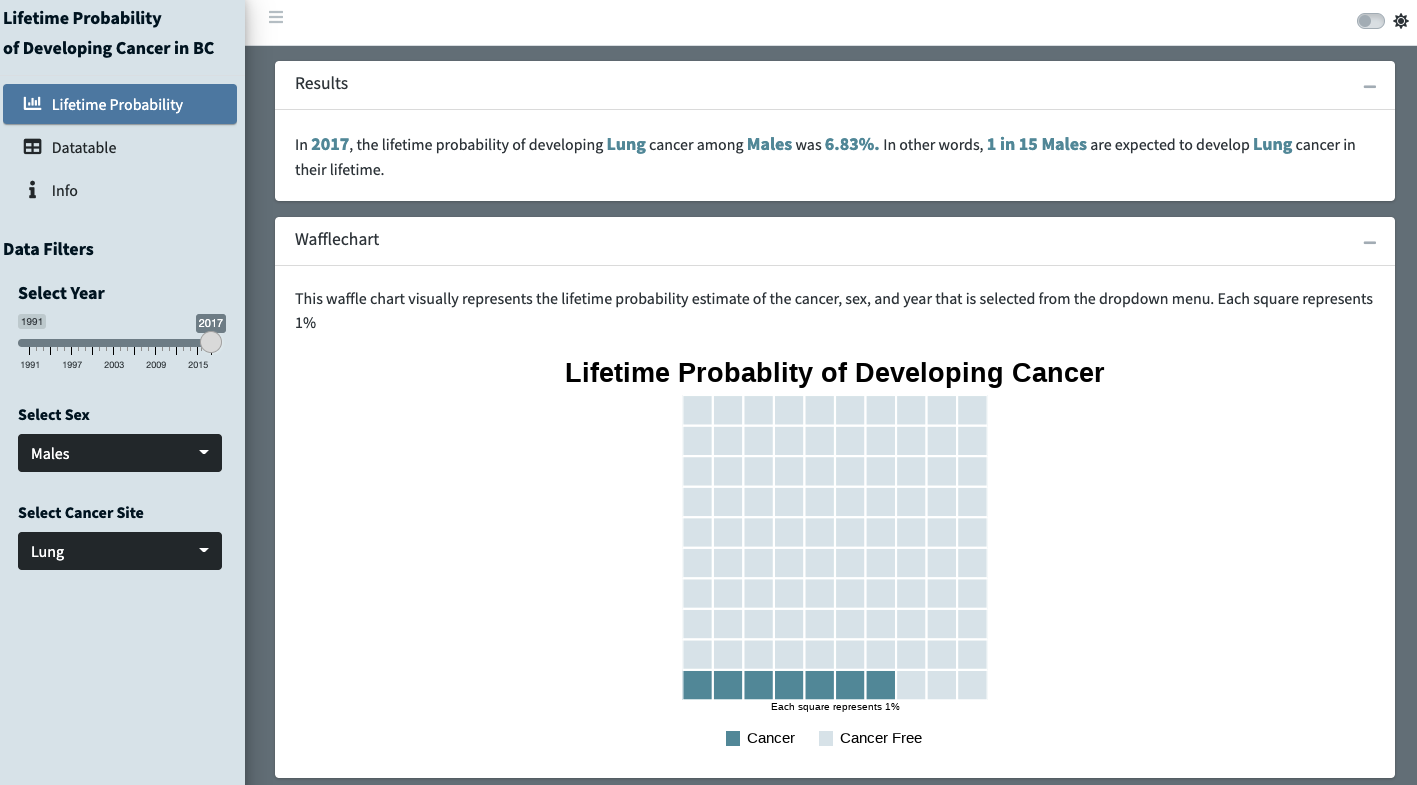 Lifetime Probability
of Developing Cancer in BC
Lifetime Probability
Datatable
Info
Data Filters
Select Year
1991
2017
1991 1997 2003 2009 2015
Select Sex
Males
Select Cancer Site
Lung
Results
In 2017, the lifetime probability of developing Lung cancer among Males was 6.83%. In other words, 1 in 15 Males are expected to develop Lung cancer in
their lifetime.
Wafflechart
This waffle chart visually represents the lifetime probability estimate of the cancer, sex, and year that is selected from the dropdown menu. Each square represents
1%
Lifetime Probablity of Developing Cancer
Each square represents 1%
Cancer
Cancer Free